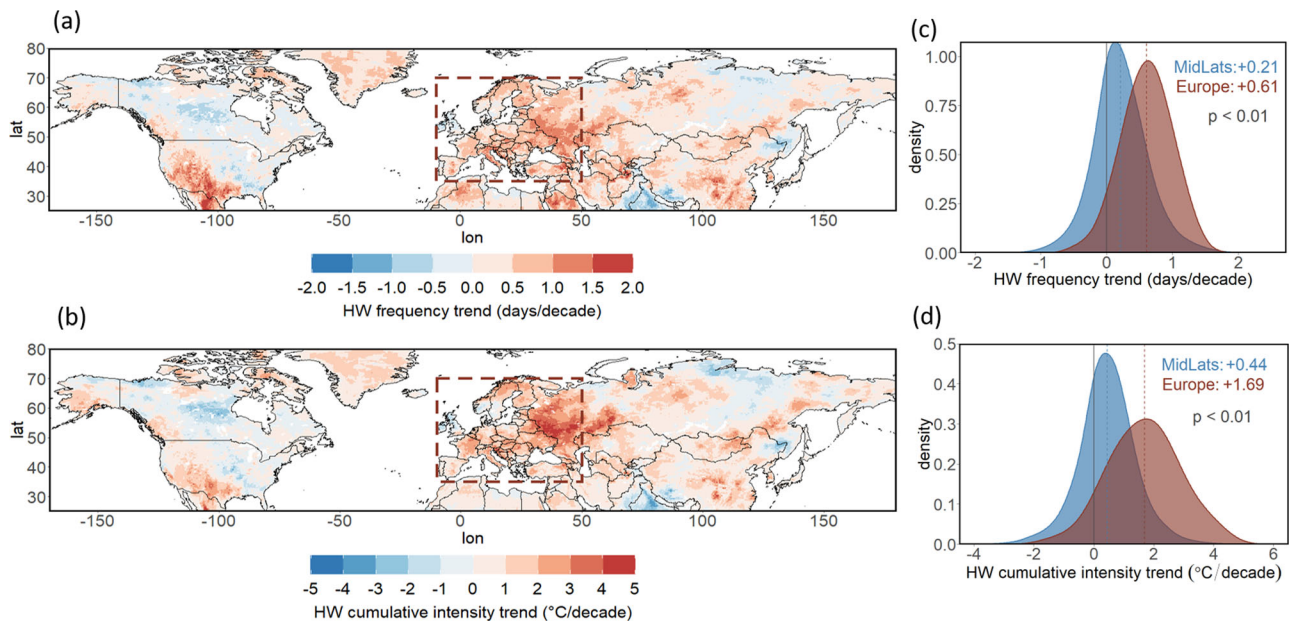 (a)
80
70
60
50
40
30
lat
-150 -100 -50 0 50 100 150
lon
-2.0 -1.0 -0.5 0 0.5 1.0 1.5 2.0
HW frequency trend (days/decade)
(b)
80
70
60
50
40
30
lat
-150 -100 -50 0 50 100 150
lon
-5 -4 -3 -2 -1 0 1 2 3 4 5
HW cumulative intensity trend (°C/decade)
(c)
1.00
0.75
0.50
0.25
0.00
density
MidLats:+0.21
Europe: +0.61
p < 0.01
-2 -1 0 1 2
HW frequency trend (days/decade)
(d)
0.5
0.4
0.3
0.2
0.1
0.0
density
MidLats:+0.44
Europe: +1.69
p < 0.01
-4 -2 0 2 4 6
HW cumulative intensity trend (°C/decade)